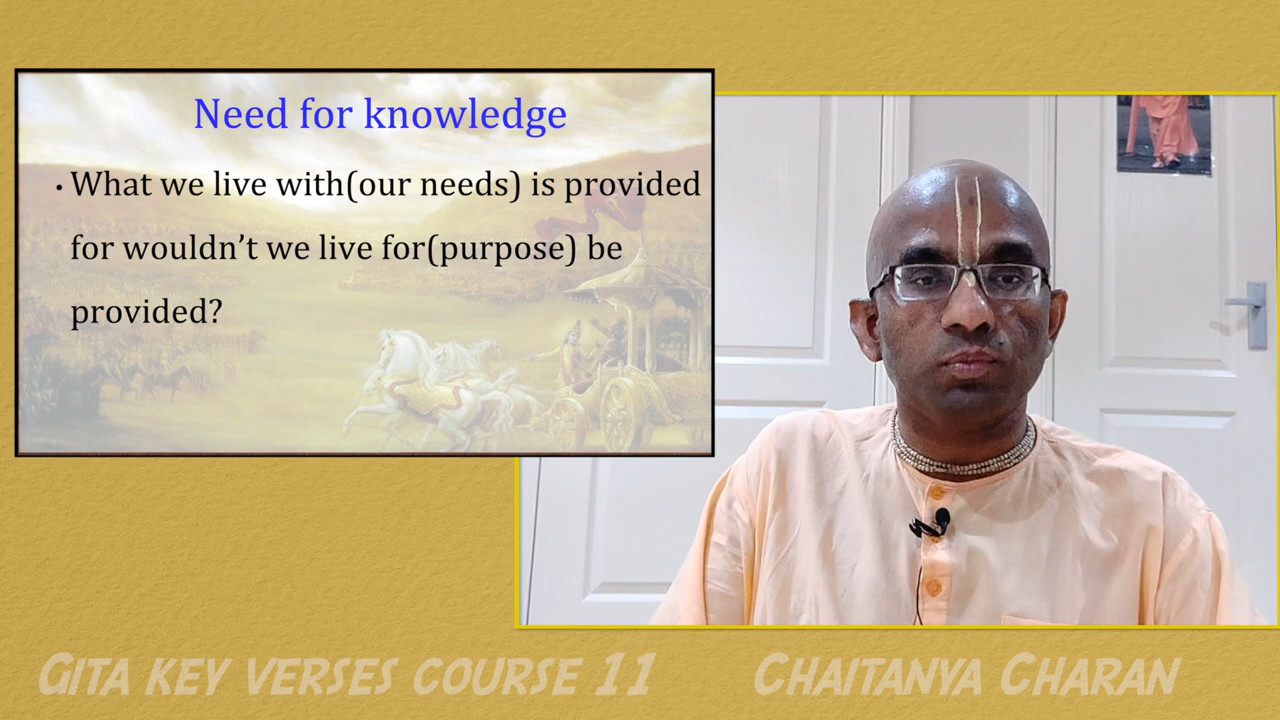 Need for knowledge
• What we live with(our needs) is provided
for wouldn’t we live for(purpose) be
provided?
GITA KEY VERSES COURSE 11
CHAITANYA CHARAN